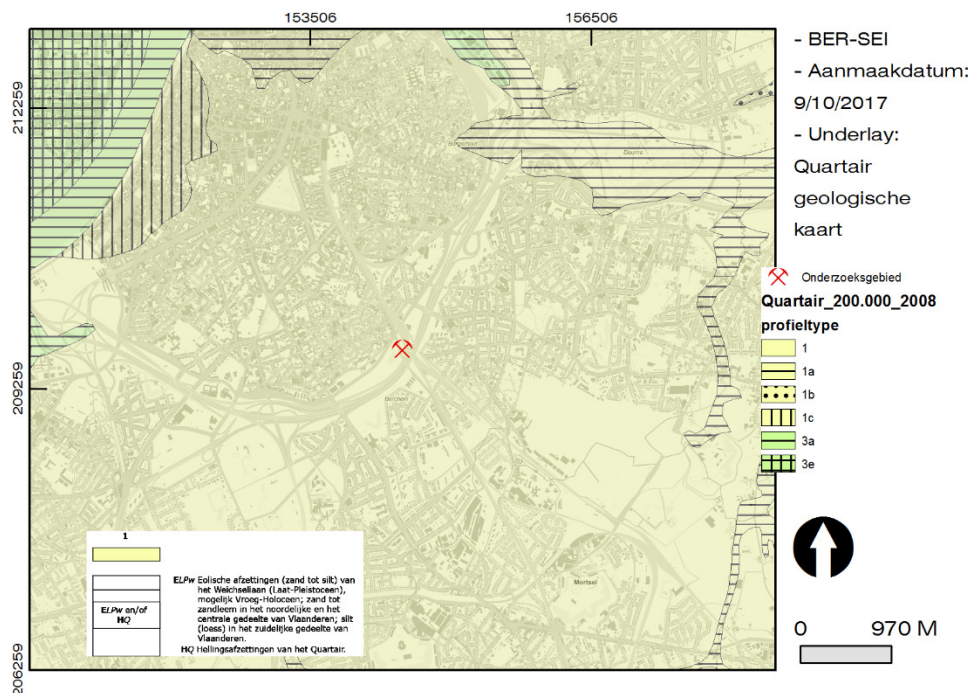 153506
156506
212259
209259
206259
Borgerhout
Deurne
Berchem
Mortsel
1
ELPw en/of
HQ
ELPw Eolische afzettingen (zand tot silt) van
het Weichseliaan (Laat-Pleistoceen),
mogelijk Vroeg-Holoceen; zand tot
zandleem in het noordelijke en het
centrale gedeelte van Vlaanderen; silt
(loess) in het zuidelijke gedeelte van
Vlaanderen.
HQ Hellingsafzettingen van het Quartair.
- BER-SEI
- Aanmaakdatum:
9/10/2017
- Underlay:
Quartair
geologische
kaart
Onderzoeksgebied
Quartair_200.000_2008
profieltype
1
1a
1b
1c
3a
3e
0 970 M